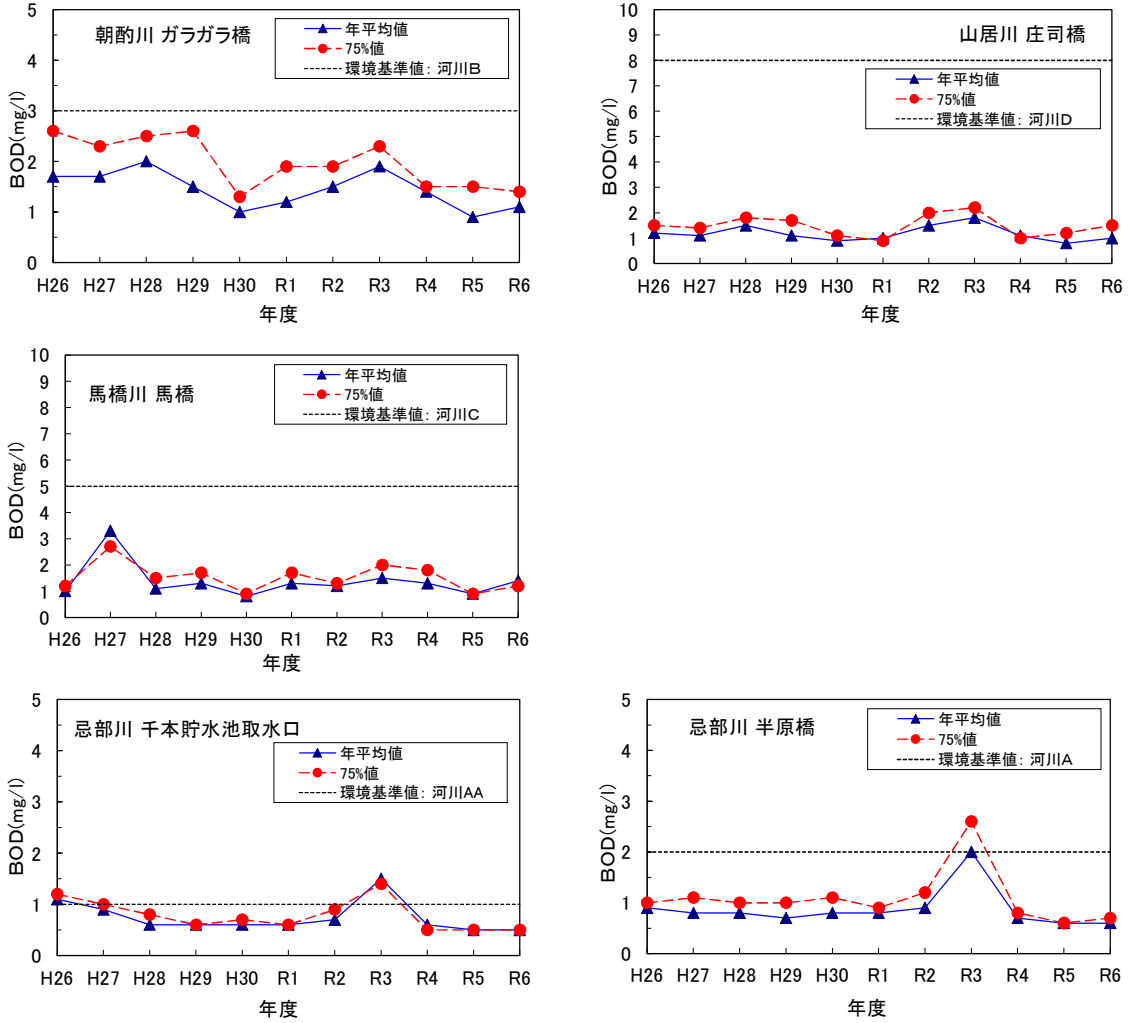 朝酌川 ガラガラ橋
年平均値
75%値
環境基準値: 河川B
BOD(mg/l)
5
4
3
2
1
0
H26 H27 H28 H29 H30 R1 R2 R3 R4 R5 R6
年度
山居川 庄司橋
年平均値
75%値
環境基準値: 河川D
BOD(mg/l)
10
9
8
7
6
5
4
3
2
1
0
H26 H27 H28 H29 H30 R1 R2 R3 R4 R5 R6
年度
馬橋川 馬橋
年平均値
75%値
環境基準値: 河川C
BOD(mg/l)
10
9
8
7
6
5
4
3
2
1
0
H26 H27 H28 H29 H30 R1 R2 R3 R4 R5 R6
年度
忌部川 千本貯水池取水口
年平均値
75%値
環境基準値: 河川AA
BOD(mg/l)
5
4
3
2
1
0
H26 H27 H28 H29 H30 R1 R2 R3 R4 R5 R6
年度
忌部川 半原橋
年平均値
75%値
環境基準値: 河川A
BOD(mg/l)
5
4
3
2
1
0
H26 H27 H28 H29 H30 R1 R2 R3 R4 R5 R6
年度